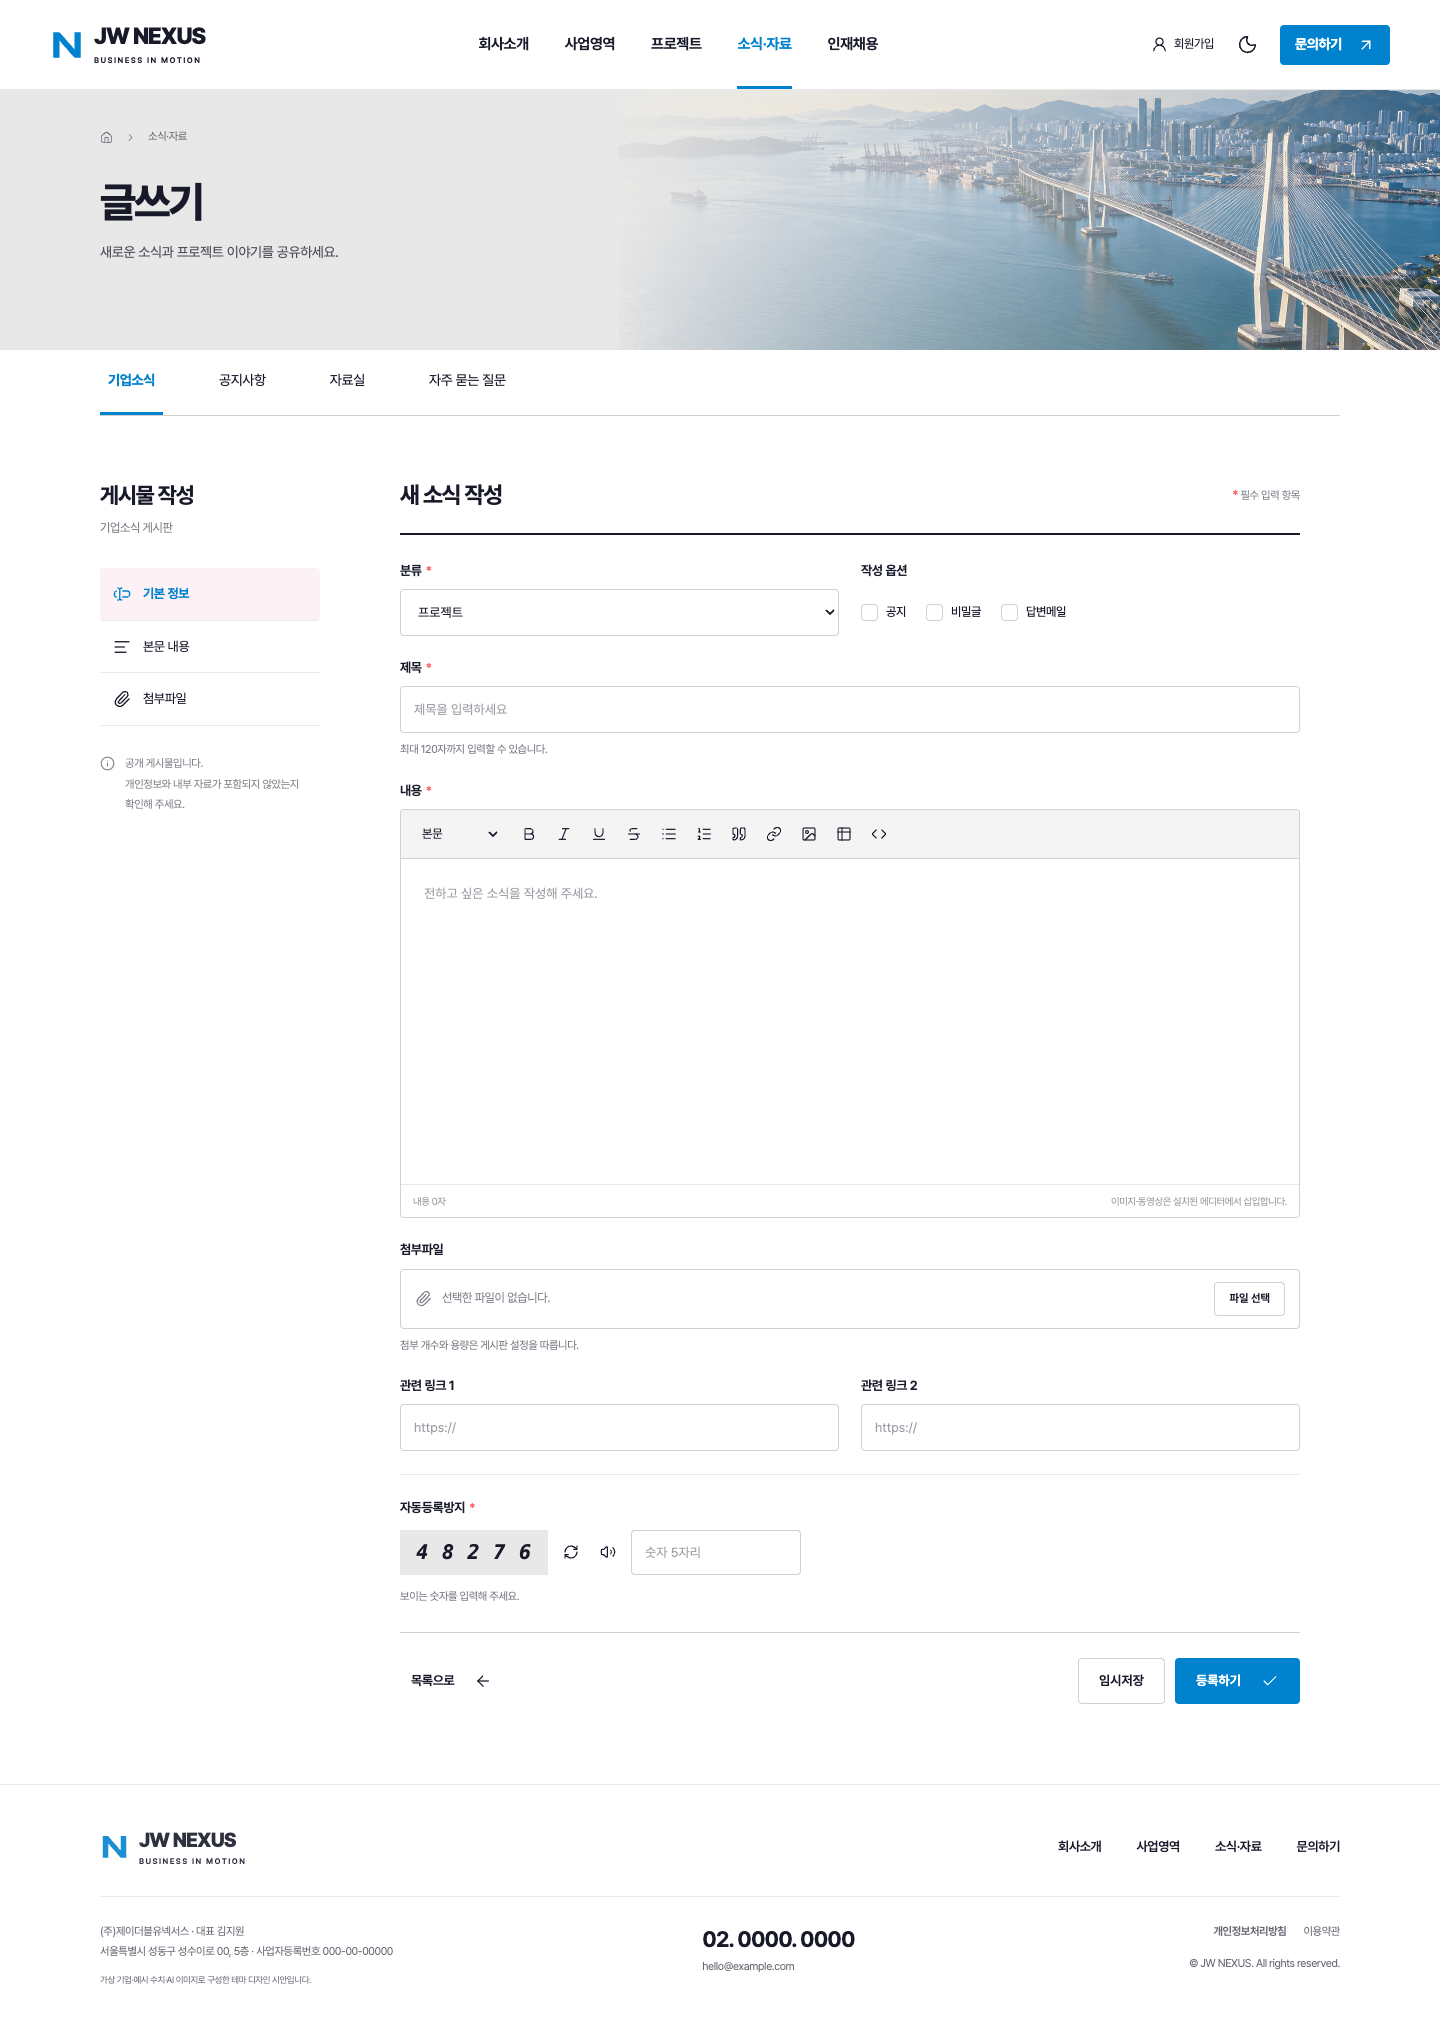 JW NEXUS
BUSINESS IN MOTION
회사소개 사업영역 프로젝트 소식·자료 인재채용
회원가입
문의하기
소식·자료
글쓰기
새로운 소식과 프로젝트 이야기를 공유하세요.
기업소식 공지사항 자료실 자주 묻는 질문
게시물 작성
기업소식 게시판
기본 정보
본문 내용
첨부파일
공개 게시물입니다.
개인정보와 내부 자료가 포함되지 않았는지
확인해 주세요.
새 소식 작성
* 필수 입력 항목
분류 *
프로젝트
작성 옵션
공지 비밀글 답변메일
제목 *
제목을 입력하세요
최대 120자까지 입력할 수 있습니다.
내용 *
본문
전하고 싶은 소식을 작성해 주세요.
내용 0자
이미지·동영상은 설치된 에디터에서 삽입합니다.
첨부파일
선택한 파일이 없습니다.
파일 선택
첨부 개수와 용량은 게시판 설정을 따릅니다.
관련 링크 1
https://
관련 링크 2
https://
자동등록방지 *
4 8 2 7 6
숫자 5자리
보이는 숫자를 입력해 주세요.
목록으로
임시저장
등록하기
JW NEXUS
BUSINESS IN MOTION
회사소개 사업영역 소식·자료 문의하기
(주)제이더블유넥서스 · 대표 김지원
서울특별시 성동구 성수이로 00, 5층 · 사업자등록번호 000-00-00000
가상 기업·예시 수치·AI 이미지로 구성한 테마 디자인 시안입니다.
02. 0000. 0000
hello@example.com
개인정보처리방침 이용약관
© JW NEXUS. All rights reserved.